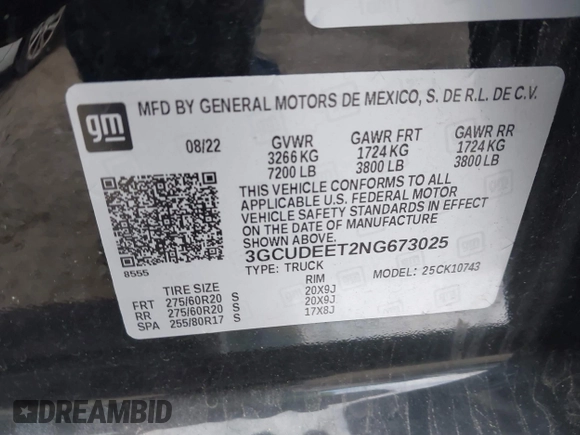 gm
MFD BY GENERAL MOTORS DE MEXICO, S. DE R.L. DE C.V.
08/22 GVWR GAWR FRT GAWR RR
3266 KG 1724 KG 1724 KG
7200 LB 3800 LB 3800 LB
THIS VEHICLE CONFORMS TO ALL
APPLICABLE U.S. FEDERAL MOTOR
VEHICLE SAFETY STANDARDS IN EFFECT
ON THE DATE OF MANUFACTURE
SHOWN ABOVE.
3GCUDEET2NG673025
8555 TYPE: TRUCK MODEL: 25CK10743
TIRE SIZE RIM
FRT 275/60R20 S 20X9J
RR 275/60R20 S 20X9J
SPA 255/80R17 S 17X8J
DREAMBID